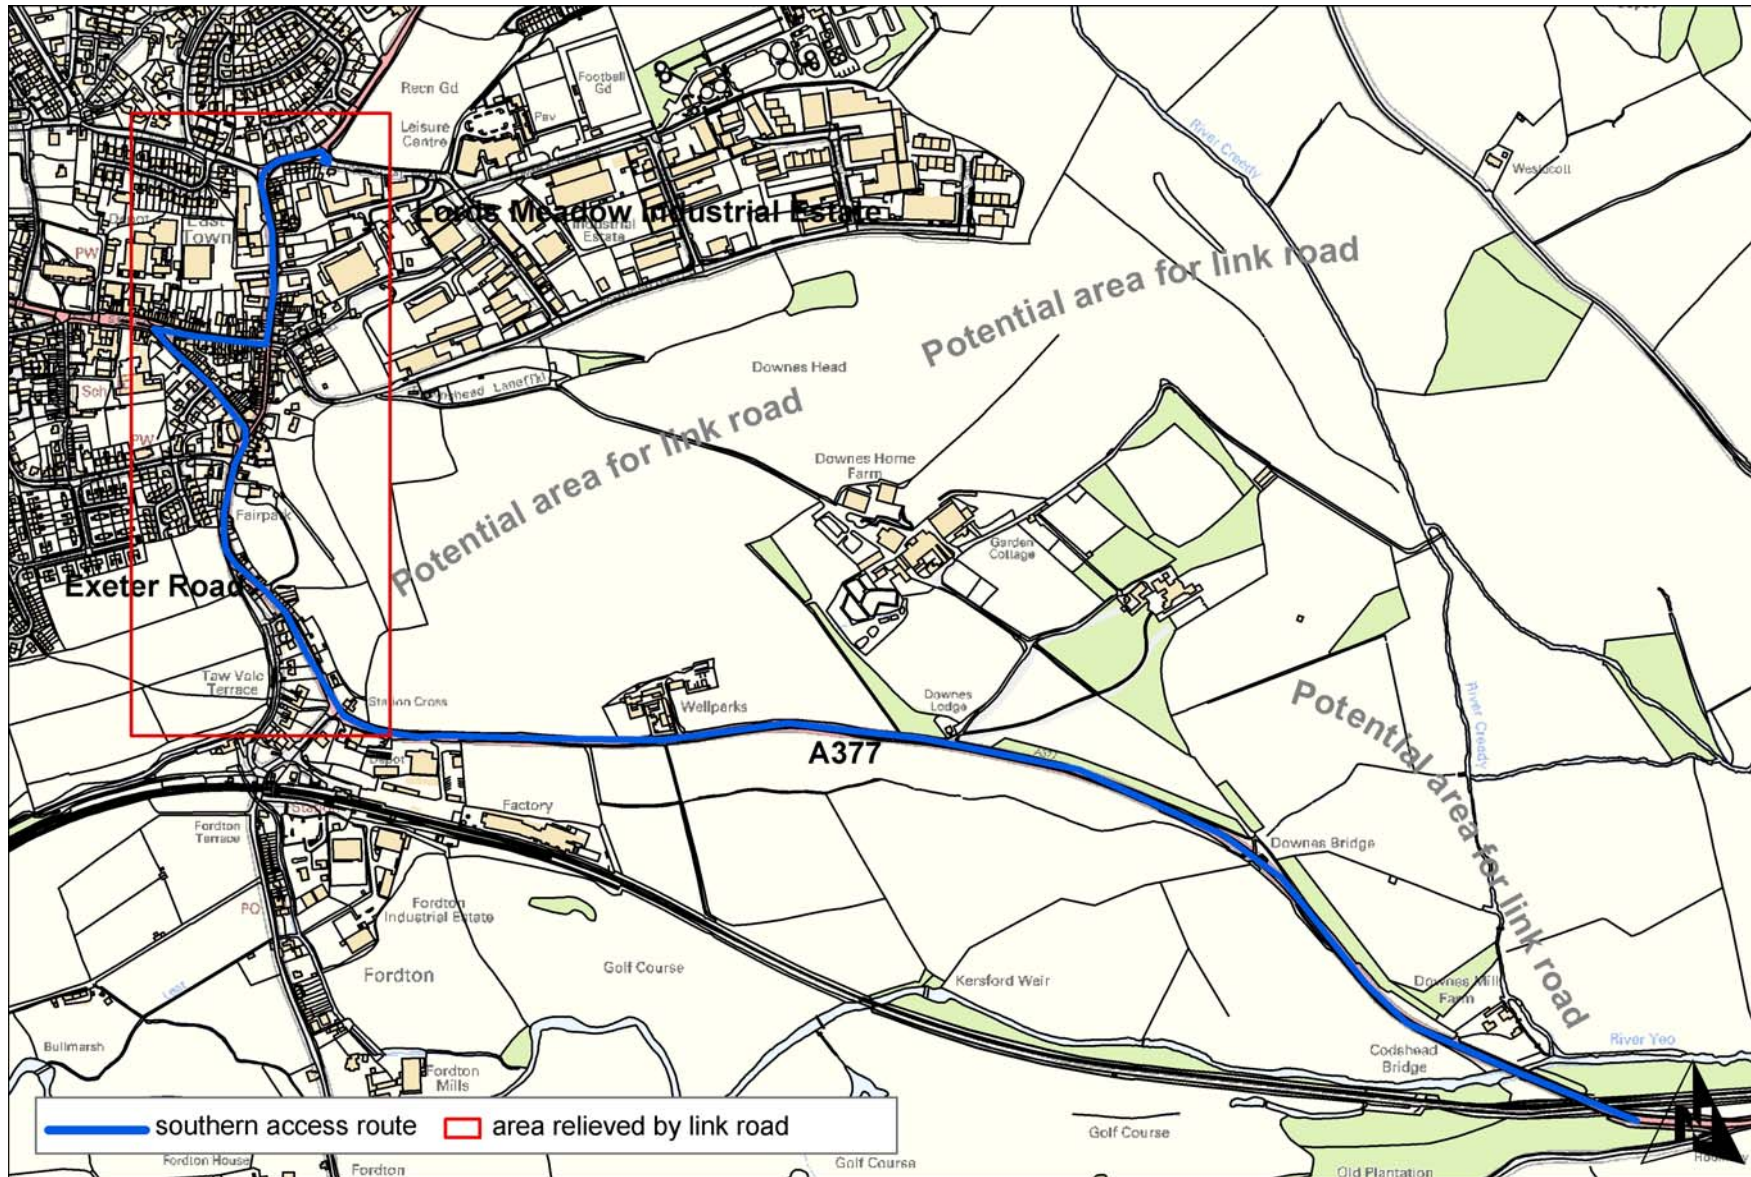 Recn Gd
Football
Gd
Leisure
Centre
Pav
River Creedy
Westacott
Depot
East
Town
PW
Lords Meadow Industrial Estate
Industrial
Estate
Potential area for link road
Downes Head
Sch
PW
Potential area for link road
Downes Home
Farm
Fairpark
Garden
Cottage
Exeter Road
Taw Vale
Terrace
Station Cross
Wellparks
Downes
Lodge
River Creedy
Potential area for link road
A377
A377
Depot
Factory
Fordton
Terrace
Downes Bridge
PO
Fordton
Industrial Estate
Fordton
Golf Course
Kersford Weir
Downes Mill
Farm
Leat
Bullmarsh
Codshead
Bridge
River Yeo
Fordton
Mills
southern access route
area relieved by link road
Golf Course
N
Fordton House
Fordton
Golf Course
Old Plantation